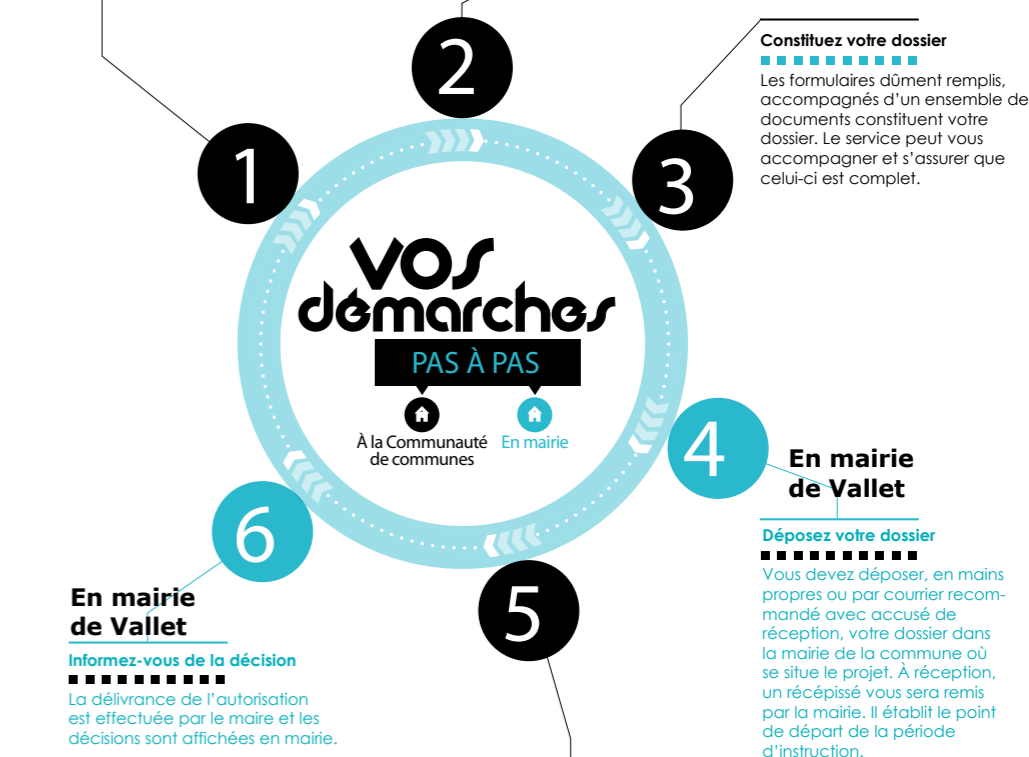 1
2
3
Constituez votre dossier
Les formulaires dûment remplis,
accompagnés d'un ensemble de
documents constituent votre
dossier. Le service peut vous
accompagner et s'assurer que
celui-ci est complet.
vos
démarches
PAS À PAS
À la Communauté
de communes
En mairie
4
En mairie
de Vallet
Déposez votre dossier
Vous devez déposer, en mains
propres ou par courrier recom-
mandé avec accusé de
réception, votre dossier dans
la mairie de la commune où
se situe le projet. À réception,
un récépissé vous sera remis
par la mairie. Il établit le point
de départ de la période
d'instruction.
5
6
En mairie
de Vallet
Informez-vous de la décision
La délivrance de l'autorisation
est effectuée par le maire et les
décisions sont affichées en mairie.